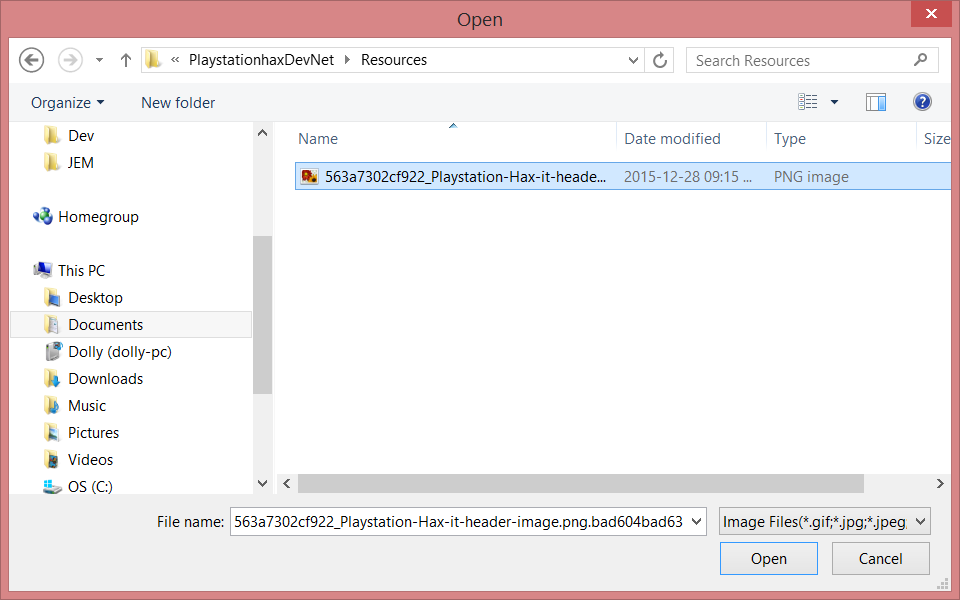 Open
« PlaystationhaxDevNet Resources
Search Resources
Organize
New folder
Dev
JEM
Homegroup
This PC
Desktop
Documents
Dolly (dolly-pc)
Downloads
Music
Pictures
Videos
OS (C:)
Name Date modified Type Size
563a7302cf922_Playstation-Hax-it-heade... 2015-12-28 09:15 ... PNG image
File name: 563a7302cf922_Playstation-Hax-it-header-image.png.bad604bad63
Image Files(*.gif;*.jpg;*.jpeg;
Open Cancel